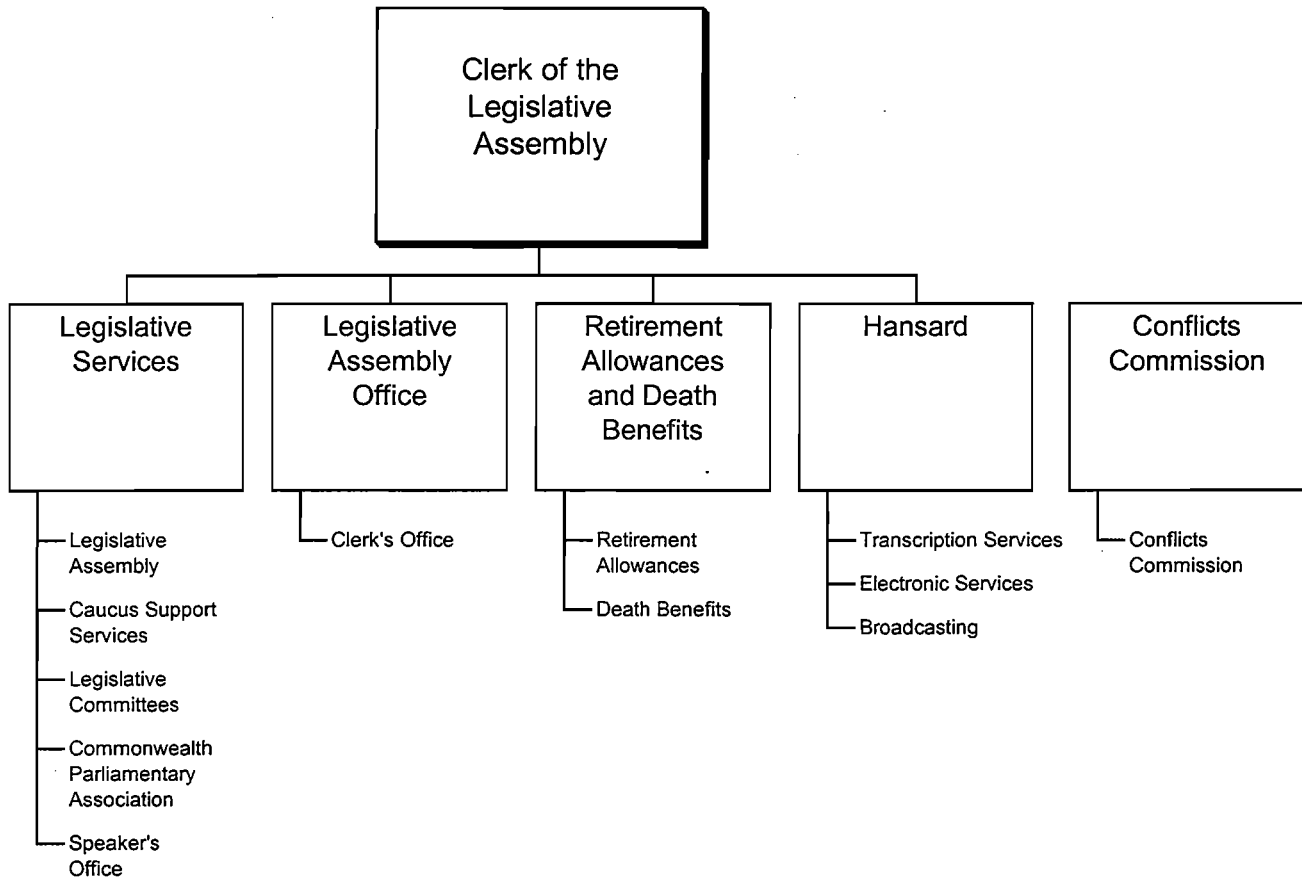 Clerk of the
Legislative
Assembly
Legislative
Services
Legislative
Assembly
Office
Retirement
Allowances
and Death
Benefits
Hansard
Conflicts
Commission
Legislative
Assembly
Caucus Support
Services
Legislative
Committees
Commonwealth
Parliamentary
Association
Speaker's
Office
Clerk's Office
Retirement
Allowances
Death Benefits
Transcription Services
Electronic Services
Broadcasting
Conflicts
Commission